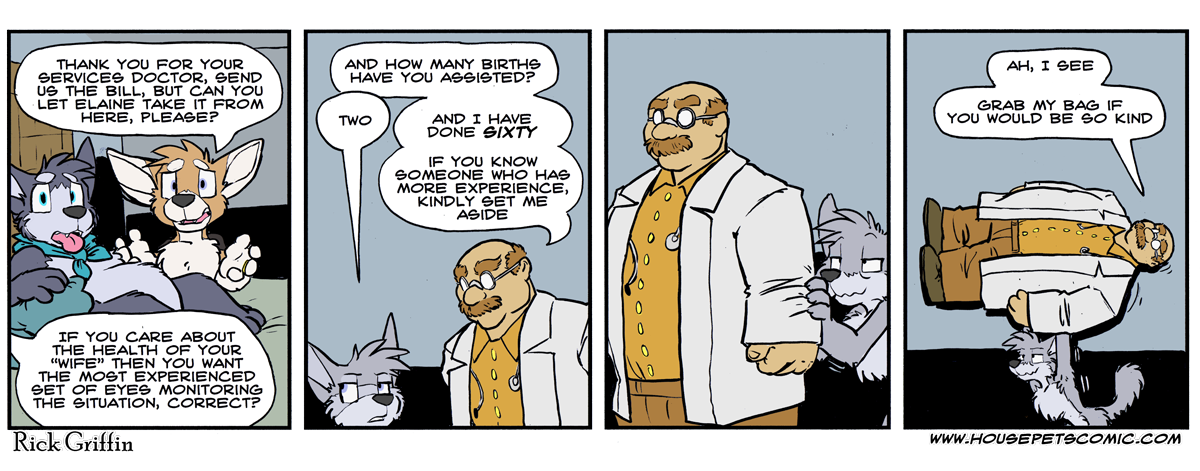 THANK YOU FOR YOUR
SERVICES DOCTOR, SEND
US THE BILL, BUT CAN YOU
LET ELAINE TAKE IT FROM
HERE, PLEASE?
IF YOU CARE ABOUT
THE HEALTH OF YOUR
"WIFE" THEN YOU WANT
THE MOST EXPERIENCED
SET OF EYES MONITORING
THE SITUATION, CORRECT?
AND HOW MANY BIRTHS
HAVE YOU ASSISTED?
TWO
AND I HAVE
DONE SIXTY
IF YOU KNOW
SOMEONE WHO HAS
MORE EXPERIENCE,
KINDLY SET ME
ASIDE
AH, I SEE
GRAB MY BAG IF
YOU WOULD BE SO KIND
Rick Griffin
WWW.HOUSEPETSCOMIC.COM